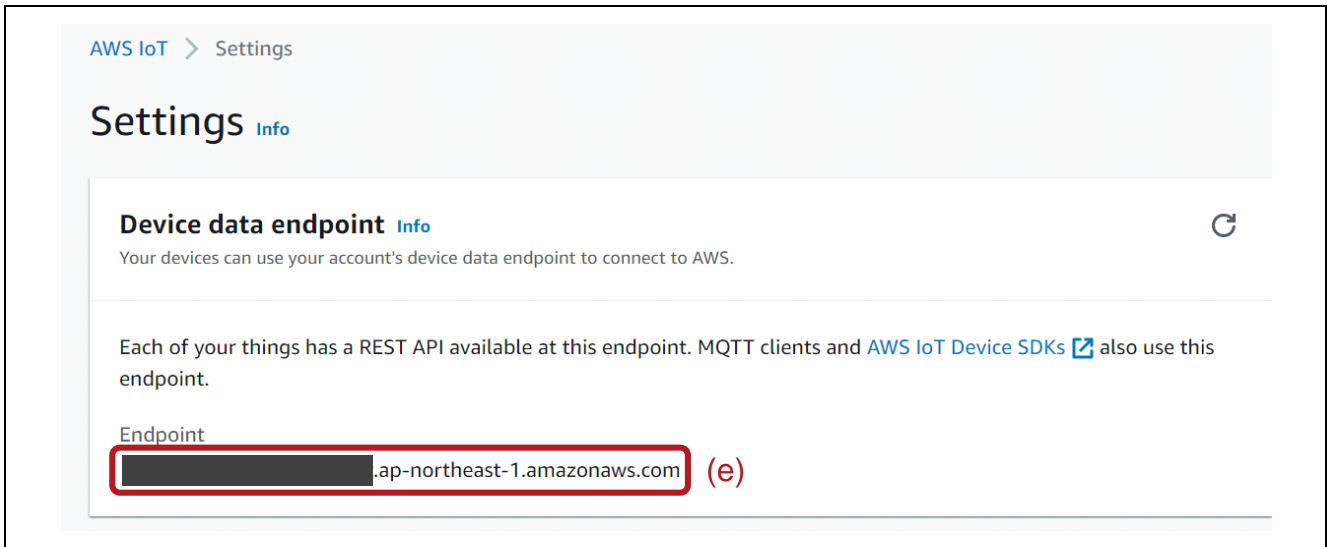 AWS IoT > Settings
Settings Info
Device data endpoint Info
Your devices can use your account's device data endpoint to connect to AWS.
Each of your things has a REST API available at this endpoint. MQTT clients and AWS IoT Device SDKs also use this
endpoint.
Endpoint
.ap-northeast-1.amazonaws.com (e)